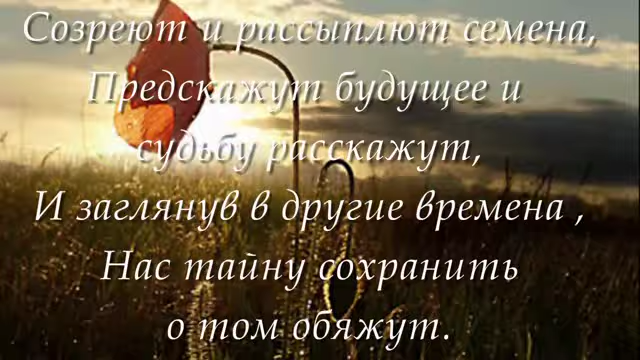 Созреют и рассыплют семена,
Предскажут будущее и
судьбу расскажут,
И заглянув в другие времена ,
Нас тайну сохранить
о том обяжут.